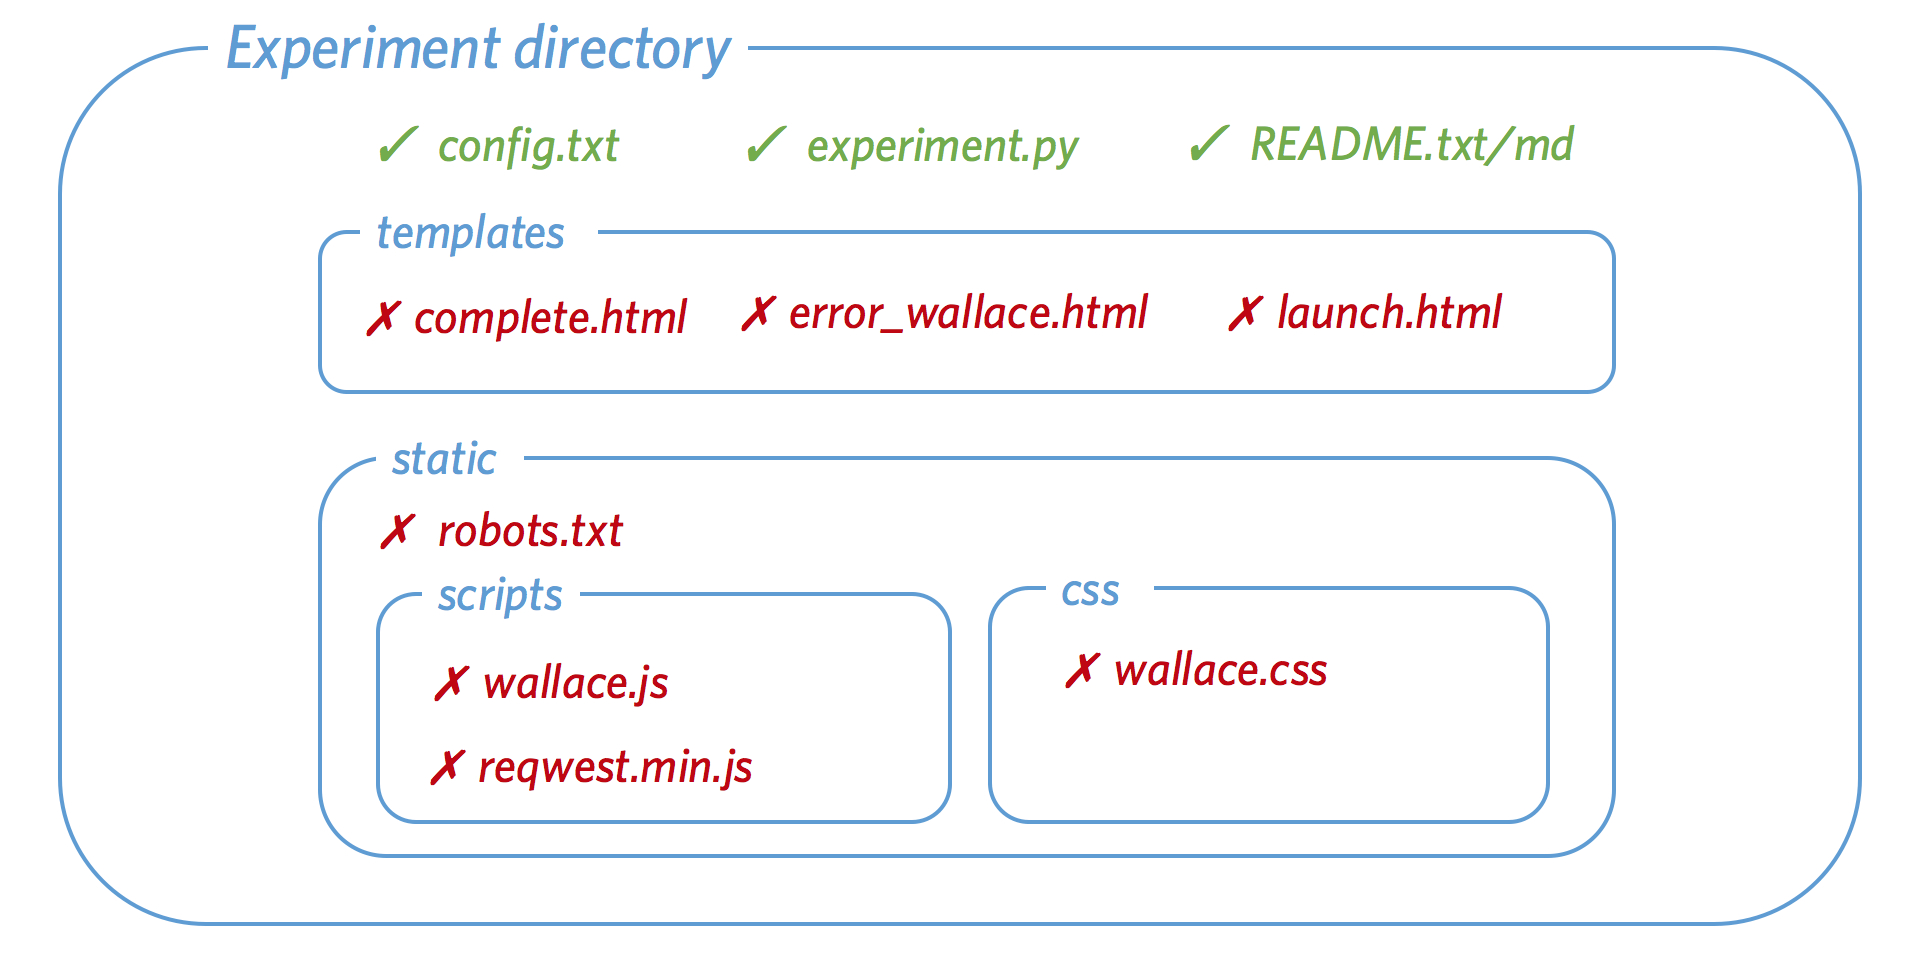 Experiment directory
✓ config.txt ✓ experiment.py ✓ README.txt/md
templates
✗ complete.html ✗ error_wallace.html ✗ launch.html
static
✗ robots.txt
scripts
✗ wallace.js
✗ reqwest.min.js
css
✗ wallace.css